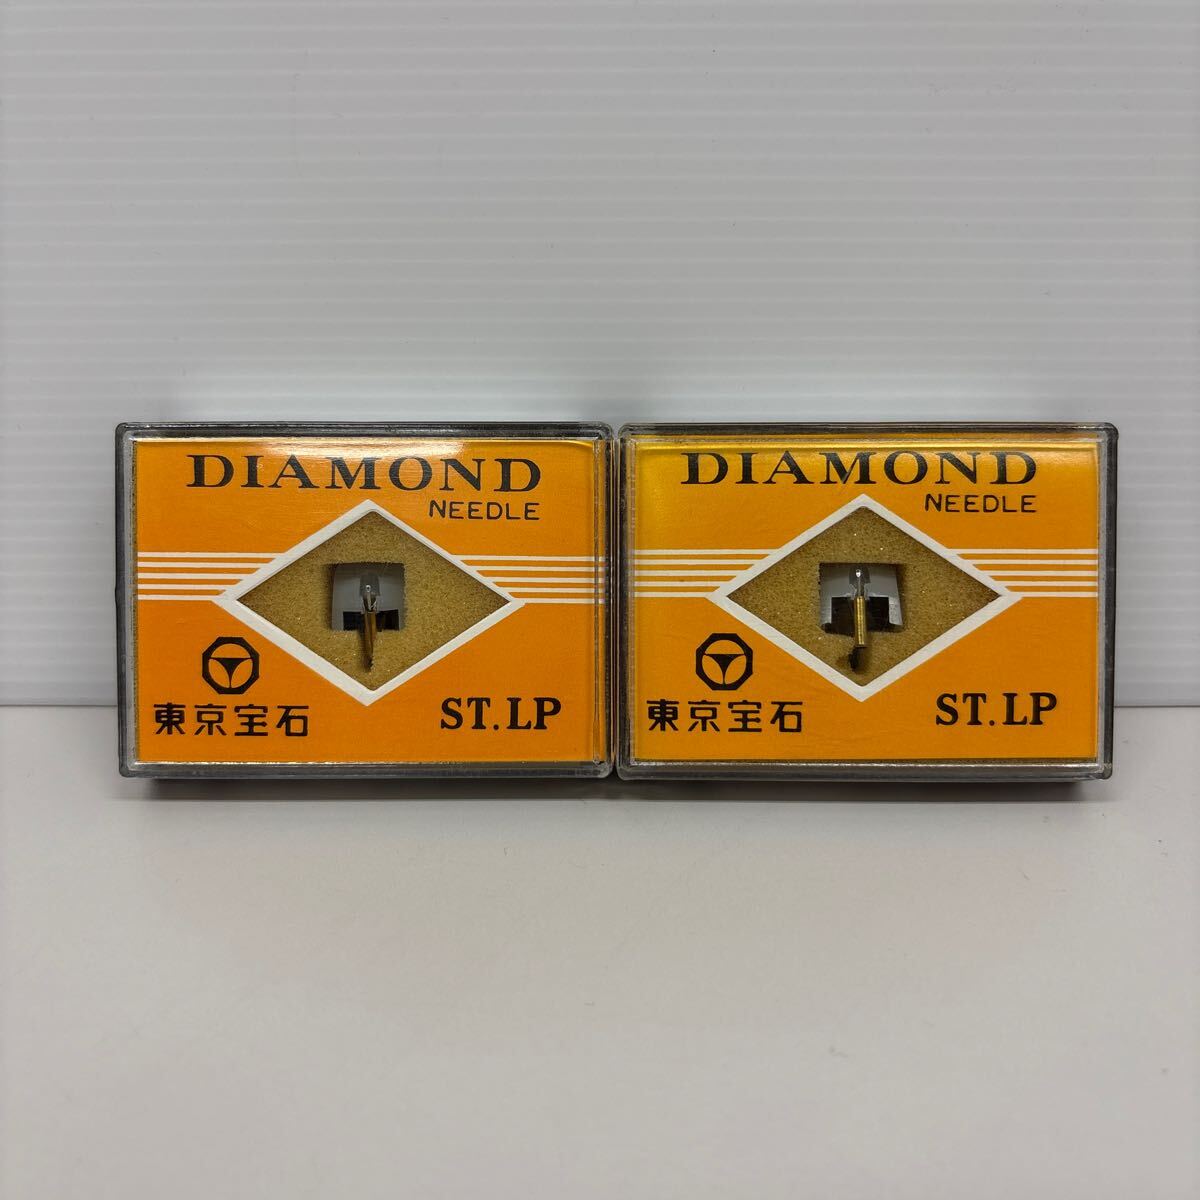 DIAMOND
NEEDLE
東京宝石
ST.LP
DIAMOND
NEEDLE
東京宝石
ST.LP